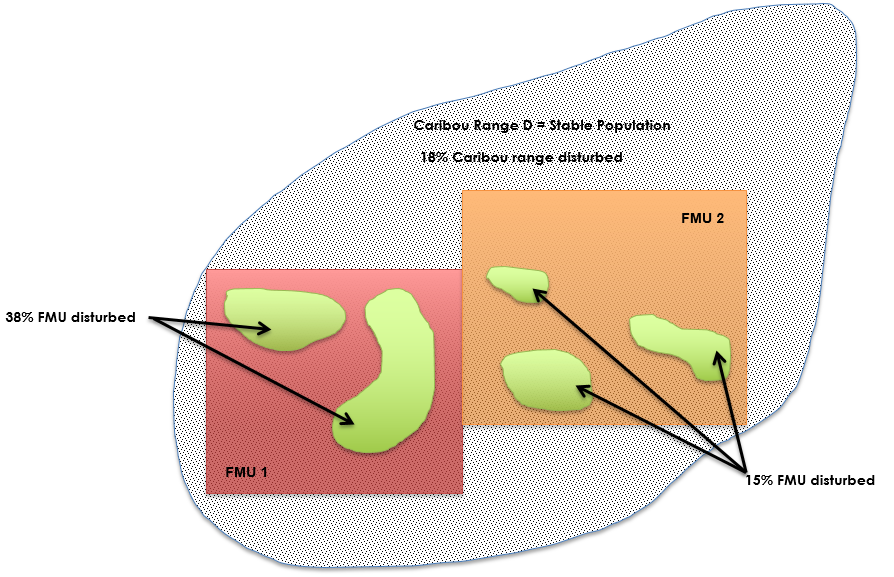 Caribou Range D = Stable Population
18% Caribou range disturbed
FMU 2
38% FMU disturbed
FMU 1
15% FMU disturbed